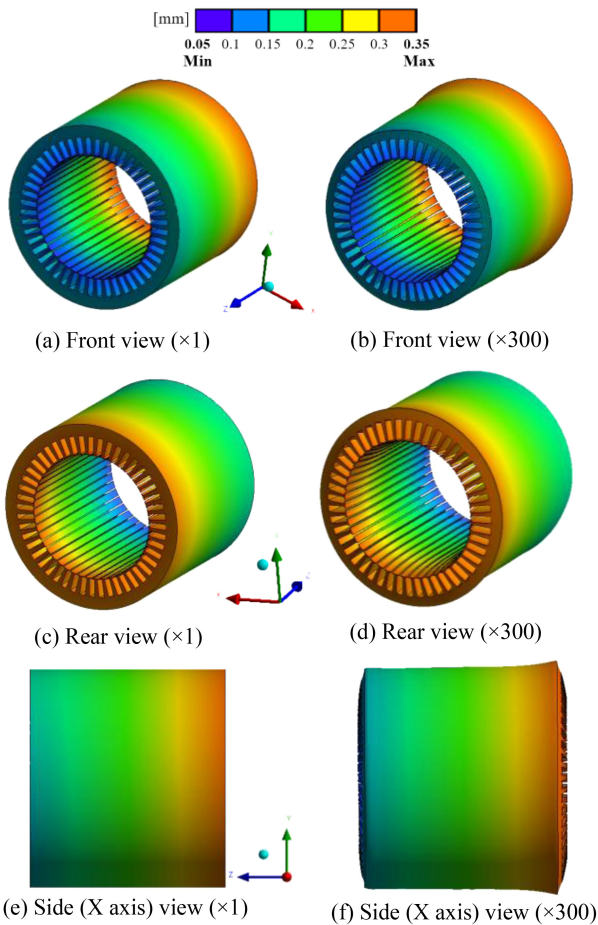 [mm]
0.05 0.1 0.15 0.2 0.25 0.3 0.35
Min Max
Z X
(a) Front view (×1) (b) Front view (×300)
X Z
(c) Rear view (×1) (d) Rear view (×300)
Y
Z
(e) Side (X axis) view (×1) (f) Side (X axis) view (×300)